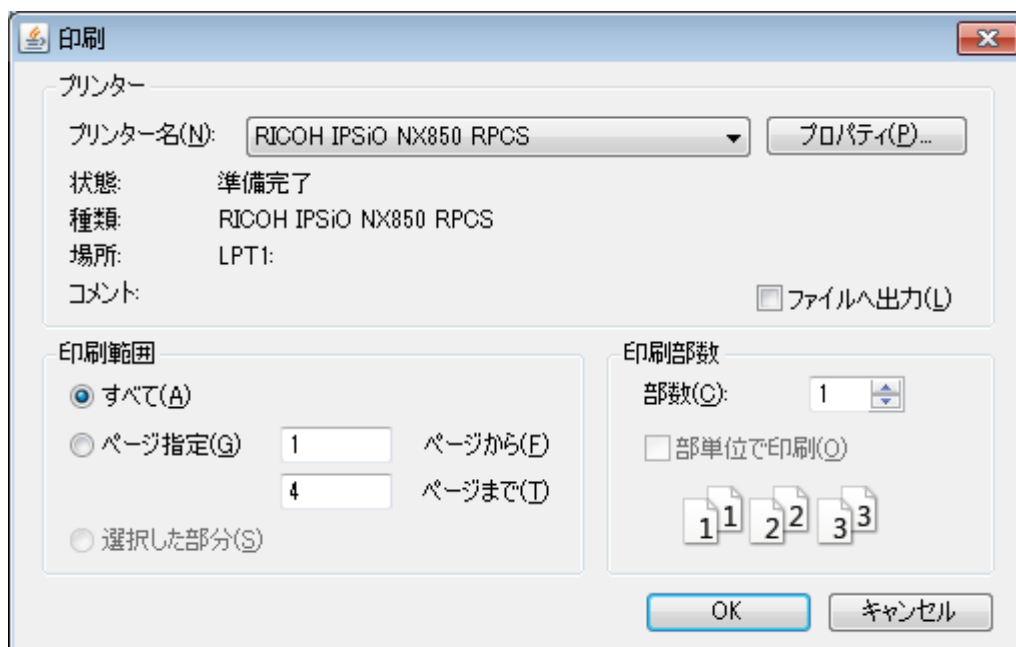 印刷
プリンター
プリンター名(N): RICOH IPSiO NX850 RPCS プロパティ(P)...
状態: 準備完了
種類: RICOH IPSiO NX850 RPCS
場所: LPT1:
コメント: ファイルへ出力(L)
印刷範囲
すべて(A)
ページ指定(G) 1 ページから(F)
4 ページまで(T)
選択した部分(S)
印刷部数
部数(C): 1
部単位で印刷(O)
1 1 2 2 3 3
OK キャンセル